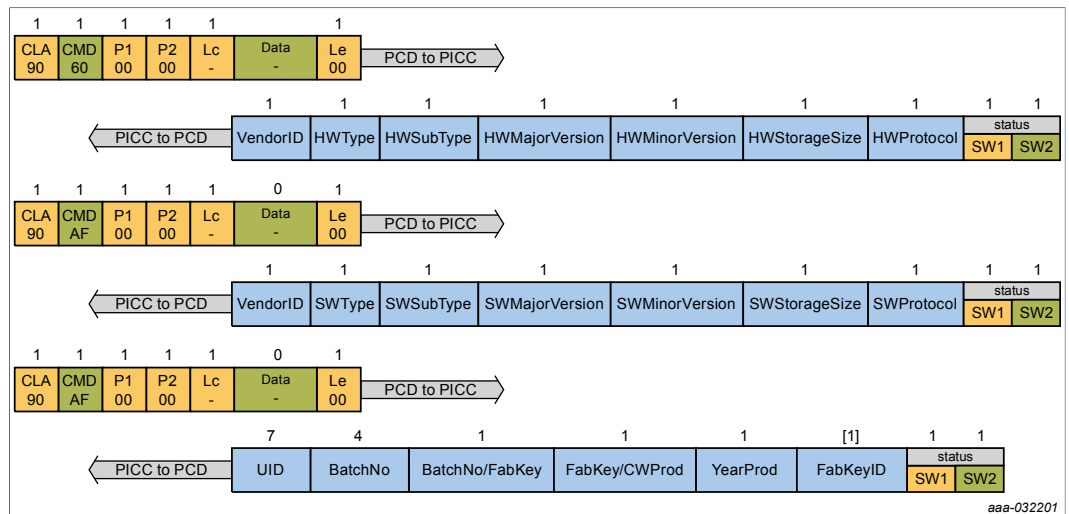 1 1 1 1 1 1
CLA CMD P1 P2 Lc Data Le
90 60 00 00 - - 00
PCD to PICC
1 1 1 1 1 1 1 1 1
PICC to PCD VendorID HWType HWSubType HWMajorVersion HWMinorVersion HWStorageSize HWProtocol status
SW1 SW2
1 1 1 1 1 0 1
CLA CMD P1 P2 Lc Data Le
90 AF 00 00 - - 00
PCD to PICC
1 1 1 1 1 1 1 1 1
PICC to PCD VendorID SWType SWSubType SWMajorVersion SWMinorVersion SWStorageSize SWProtocol status
SW1 SW2
1 1 1 1 1 0 1
CLA CMD P1 P2 Lc Data Le
90 AF 00 00 - - 00
PCD to PICC
7 4 1 1 1 [1] 1 1
PICC to PCD UID BatchNo BatchNo/FabKey FabKey/CWProd YearProd FabKeyID status
SW1 SW2
aaa-032201